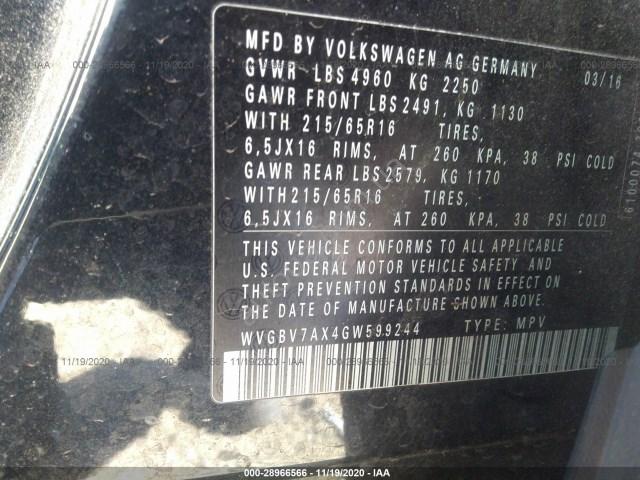 MFD BY VOLKSWAGEN AG GERMANY 03/16
GVWR LBS 4960 KG 2250
GAWR FRONT LBS 2491, KG 1130
WITH 215/65R16 TIRES,
6,5JX16 RIMS, AT 260 KPA, 38 PSI COLD
GAWR REAR LBS 2579, KG 1170
WITH 215/65R16 TIRES,
6,5JX16 RIMS, AT 260 KPA, 38 PSI COLD
THIS VEHICLE CONFORMS TO ALL APPLICABLE
U.S. FEDERAL MOTOR VEHICLE SAFETY AND
THEFT PREVENTION STANDARDS IN EFFECT ON
THE DATE OF MANUFACTURE SHOWN ABOVE.
WVGBV7AX4GW599244 TYPE: MPV
000-28966566 - 11/19/2020 - IAA